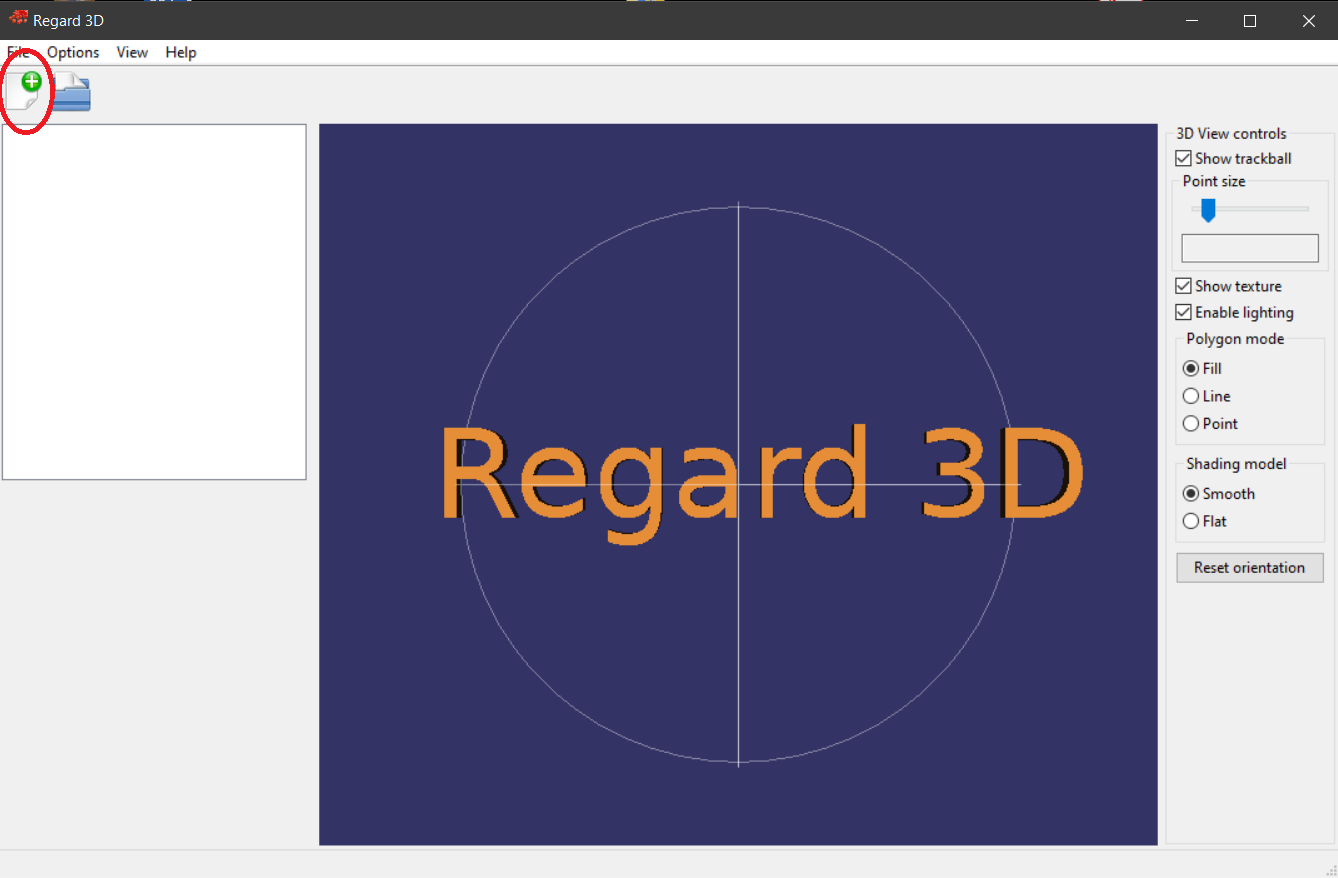 Regard 3D
File Options View Help
3D View controls
Show trackball
Point size
Show texture
Enable lighting
Polygon mode
Fill
Line
Point
Shading model
Smooth
Flat
Reset orientation
Regard 3D